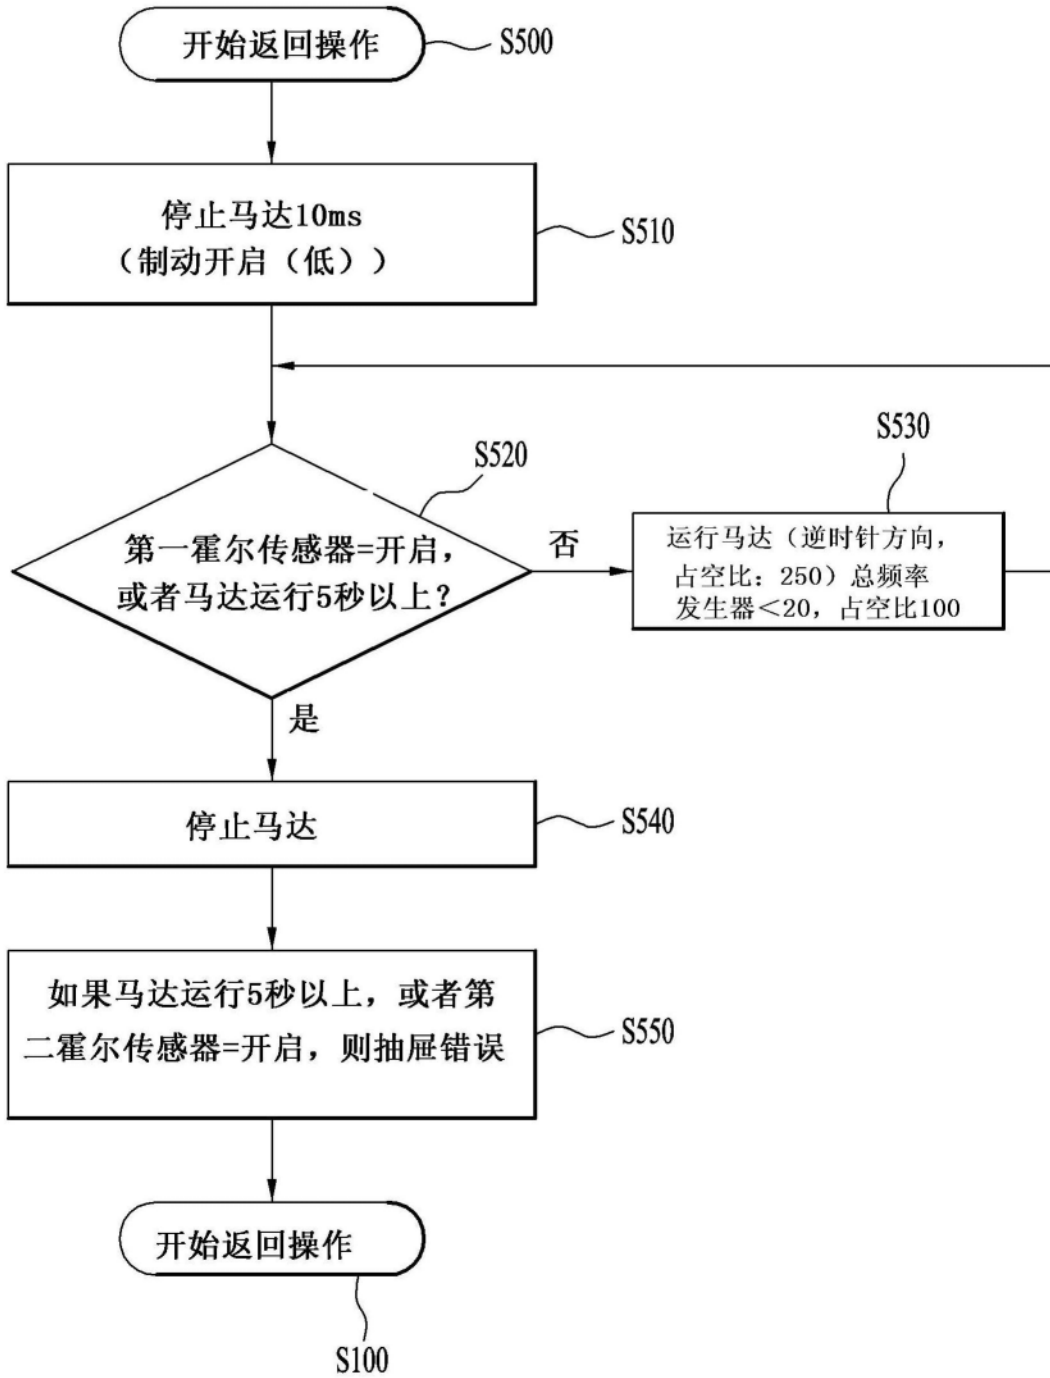 开始返回操作
S500
停止马达10ms
（制动开启（低））
S510
S520
第一霍尔传感器=开启，
或者马达运行5秒以上？
否
S530
运行马达（逆时针方向，
占空比：250）总频率
发生器＜20，占空比100
是
停止马达
S540
如果马达运行5秒以上，或者第
二霍尔传感器=开启，则抽屉错误
S550
开始返回操作
S100